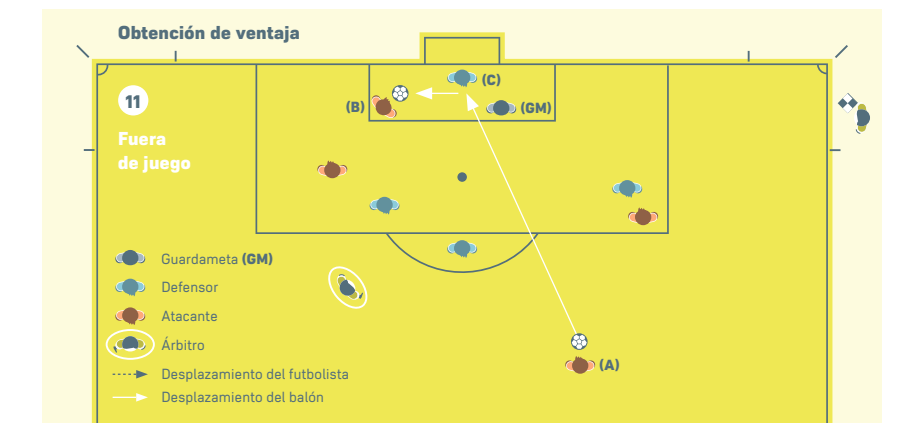 Obtención de ventaja
11
Fuera
de juego
(C)
(B)
(GM)
Guardameta (GM)
Defensor
Atacante
Árbitro
(A)
Desplazamiento del futbolista
Desplazamiento del balón